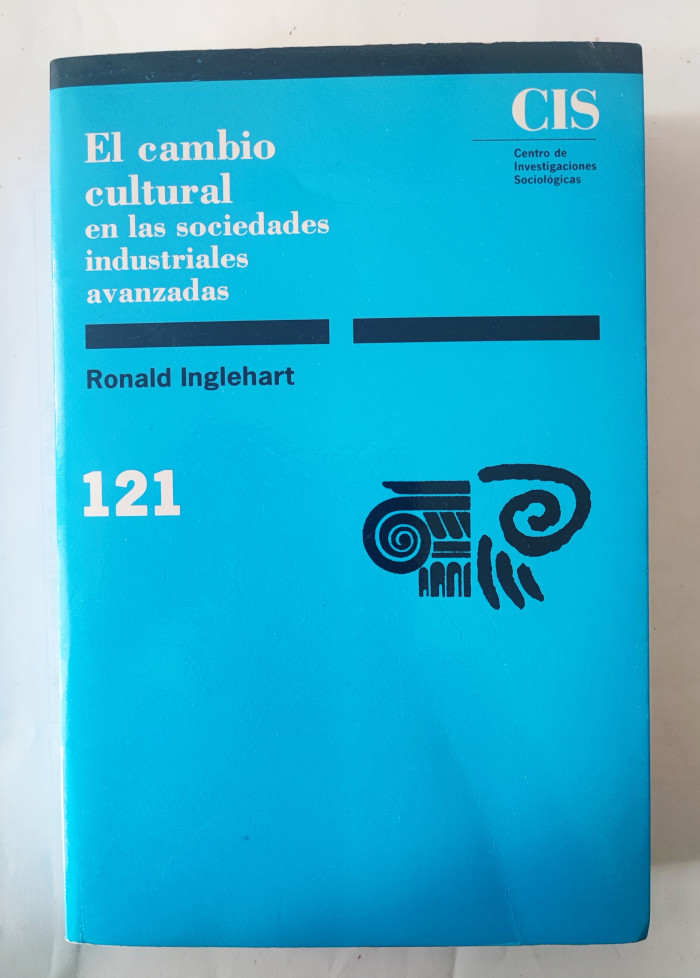 CIS
Centro de
Investigaciones
Sociológicas
El cambio
cultural
en las sociedades
industriales
avanzadas
Ronald Inglehart
121